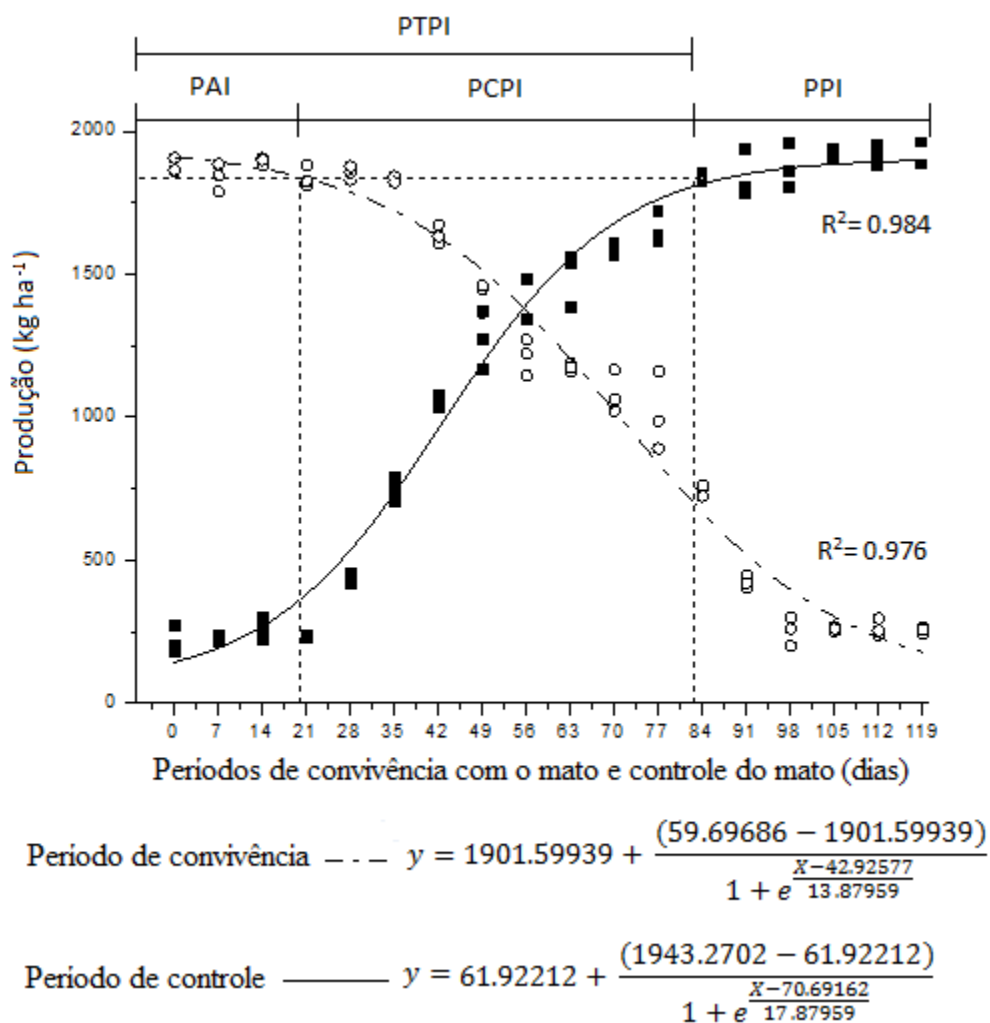 PTPI
PAI PCPI PPI
2000
1500
1000
500
0
Produção (kg ha⁻¹)
R²= 0.984
R²= 0.976
0 7 14 21 28 35 42 49 56 63 70 77 84 91 98 105 112 119
Períodos de convivência com o mato e controle do mato (dias)
Período de convivência y = 1901.59939 + (59.69686 − 1901.59939) / 1 + e^(X−42.92577 / 13.87959)
Período de controle y = 61.92212 + (1943.2702 − 61.92212) / 1 + e^(X−70.69162 / 17.87959)